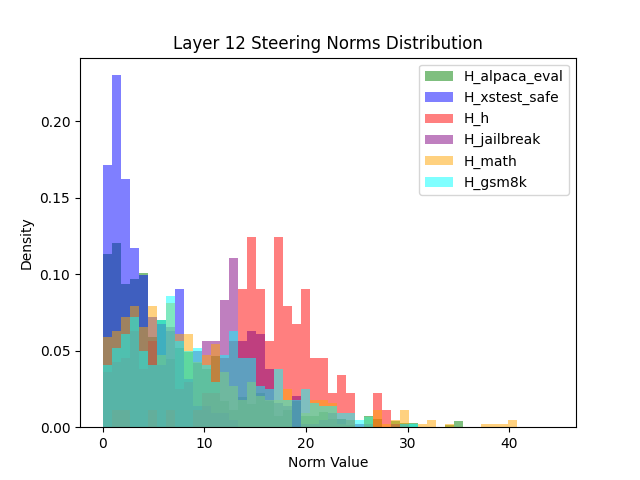 Layer 12 Steering Norms Distribution
H_alpaca_eval
H_xstest_safe
H_h
H_jailbreak
H_math
H_gsm8k
Density
0.20
0.15
0.10
0.05
0.00
0 10 20 30 40
Norm Value